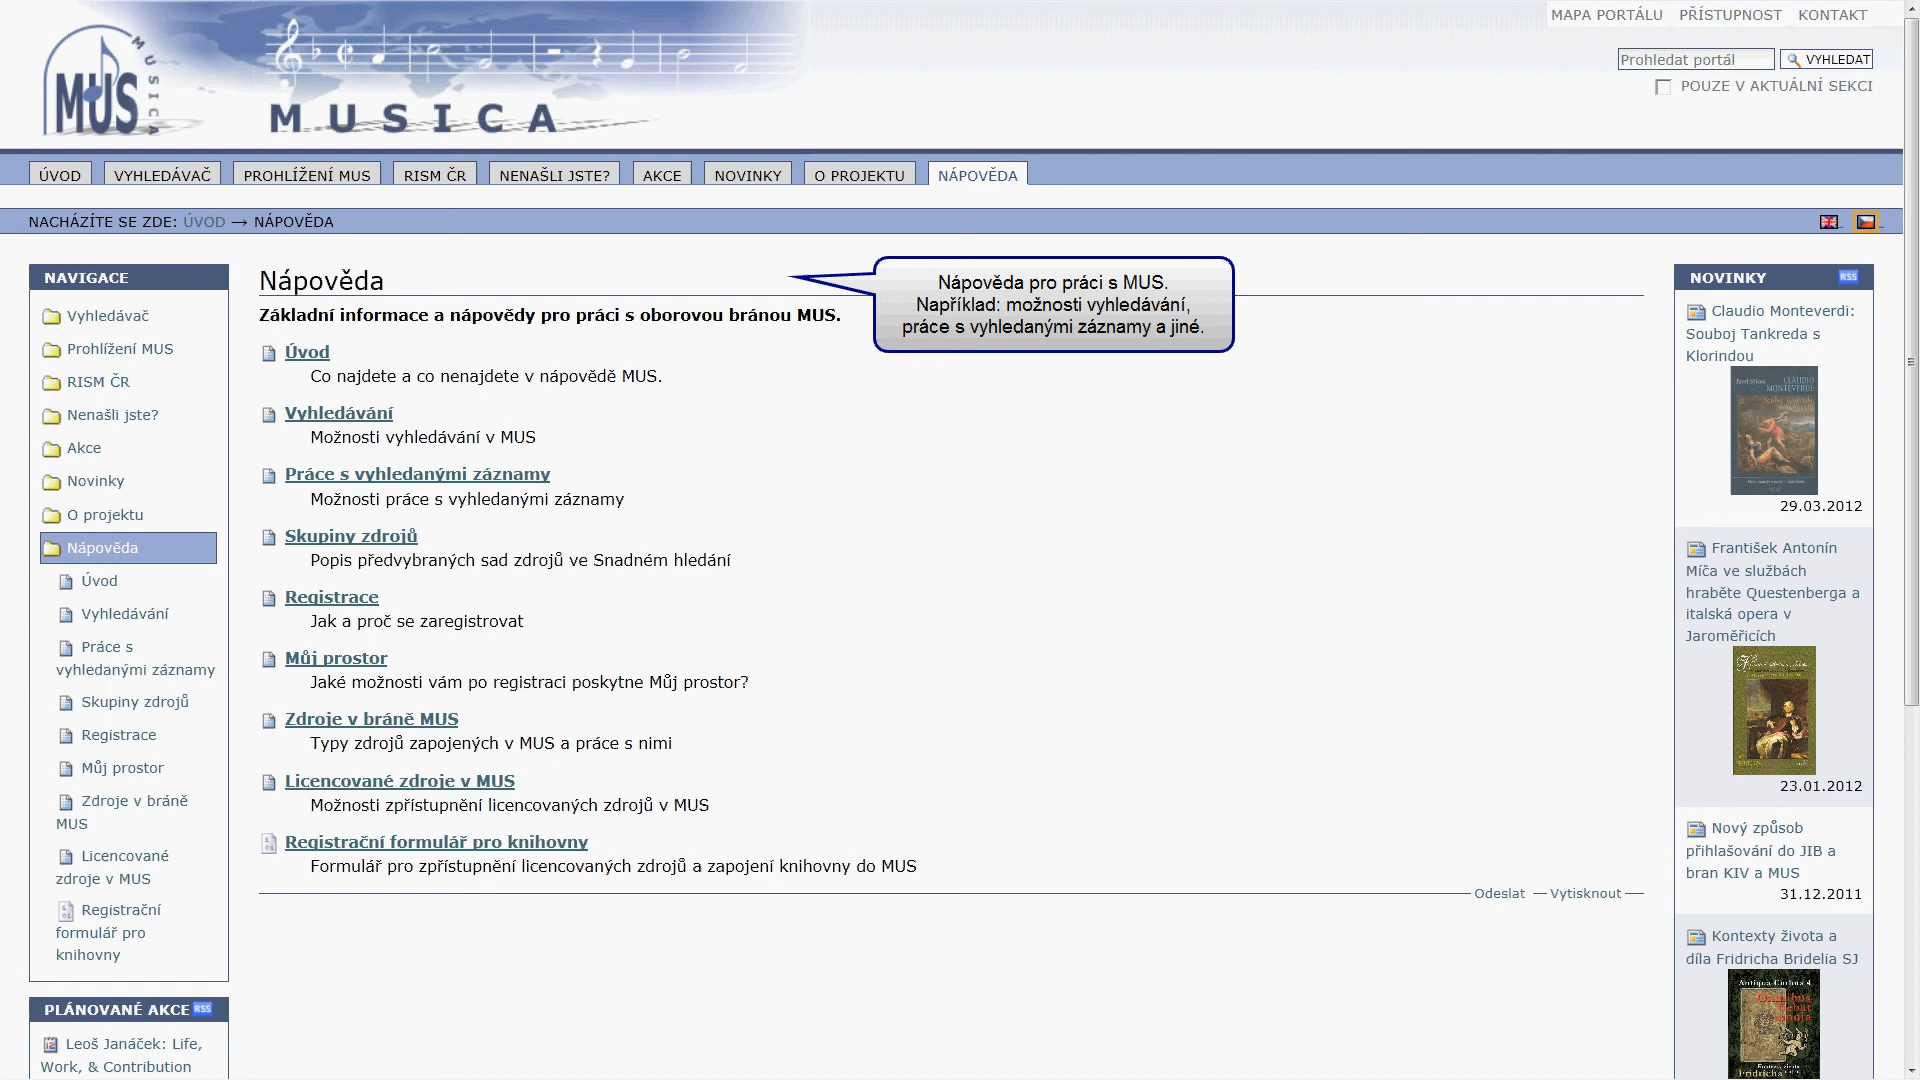 MAPA PORTÁLU PŘÍSTUPNOST KONTAKT
Prohledat portál VYHLEDAT
POUZE V AKTUÁLNÍ SEKCI
MUS
MUSICA
MUSICA
ÚVOD VYHLEDÁVAČ PROHLÍŽENÍ MUS RISM ČR NENAŠLI JSTE? AKCE NOVINKY O PROJEKTU NÁPOVĚDA
NACHÁZÍTE SE ZDE: ÚVOD → NÁPOVĚDA
NAVIGACE
Vyhledávač
Prohlížení MUS
RISM ČR
Nenašli jste?
Akce
Novinky
O projektu
Nápověda
Úvod
Vyhledávání
Práce s
vyhledanými záznamy
Skupiny zdrojů
Registrace
Můj prostor
Zdroje v bráně
MUS
Licencované
zdroje v MUS
Registrační
formulář pro
knihovny
PLÁNOVANÉ AKCE RSS
Leoš Janáček: Life,
Work, & Contribution
Nápověda
Nápověda pro práci s MUS.
Například: možnosti vyhledávání,
práce s vyhledanými záznamy a jiné.
Základní informace a nápovědy pro práci s oborovou bránou MUS.
Úvod
Co najdete a co nenajdete v nápovědě MUS.
Vyhledávání
Možnosti vyhledávání v MUS
Práce s vyhledanými záznamy
Možnosti práce s vyhledanými záznamy
Skupiny zdrojů
Popis předvybraných sad zdrojů ve Snadném hledání
Registrace
Jak a proč se zaregistrovat
Můj prostor
Jaké možnosti vám po registraci poskytne Můj prostor?
Zdroje v bráně MUS
Typy zdrojů zapojených v MUS a práce s nimi
Licencované zdroje v MUS
Možnosti zpřístupnění licencovaných zdrojů v MUS
Registrační formulář pro knihovny
Formulář pro zpřístupnění licencovaných zdrojů a zapojení knihovny do MUS
Odeslat — Vytisknout
NOVINKY RSS
Claudio Monteverdi:
Souboj Tankreda s
Klorindou
CLAUDIO
MONTEVERDI:
29.03.2012
František Antonín
Míča ve službách
hraběte Questenberga a
italská opera v
Jaroměřicích
23.01.2012
Nový způsob
přihlašování do JIB a
bran KIV a MUS
31.12.2011
Kontexty života a
díla Fridricha Bridelia SJ
Fridricha